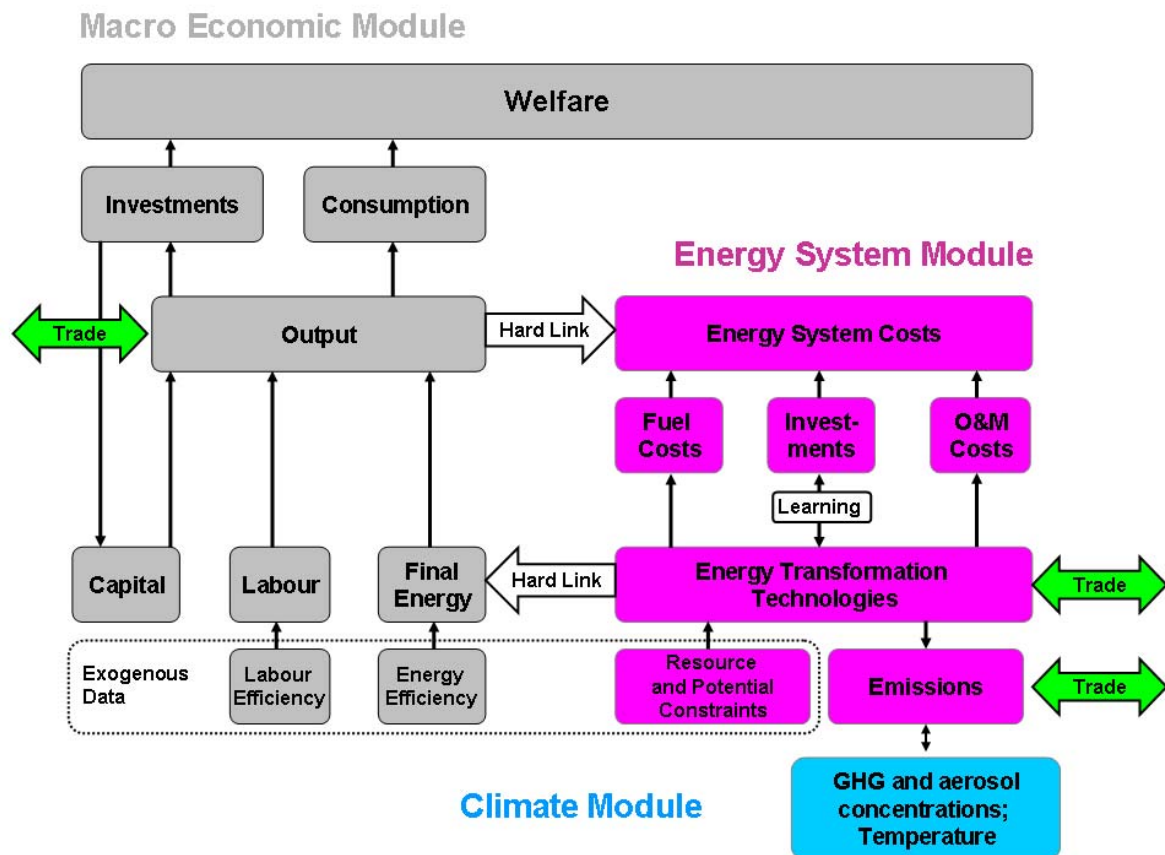 Macro Economic Module
Welfare
Investments
Consumption
Energy System Module
Trade
Output
Hard Link
Energy System Costs
Fuel
Costs
Invest-
ments
O&M
Costs
Learning
Capital
Labour
Final
Energy
Hard Link
Energy Transformation
Technologies
Trade
Exogenous
Data
Labour
Efficiency
Energy
Efficiency
Resource
and Potential
Constraints
Emissions
Trade
Climate Module
GHG and aerosol
concentrations;
Temperature